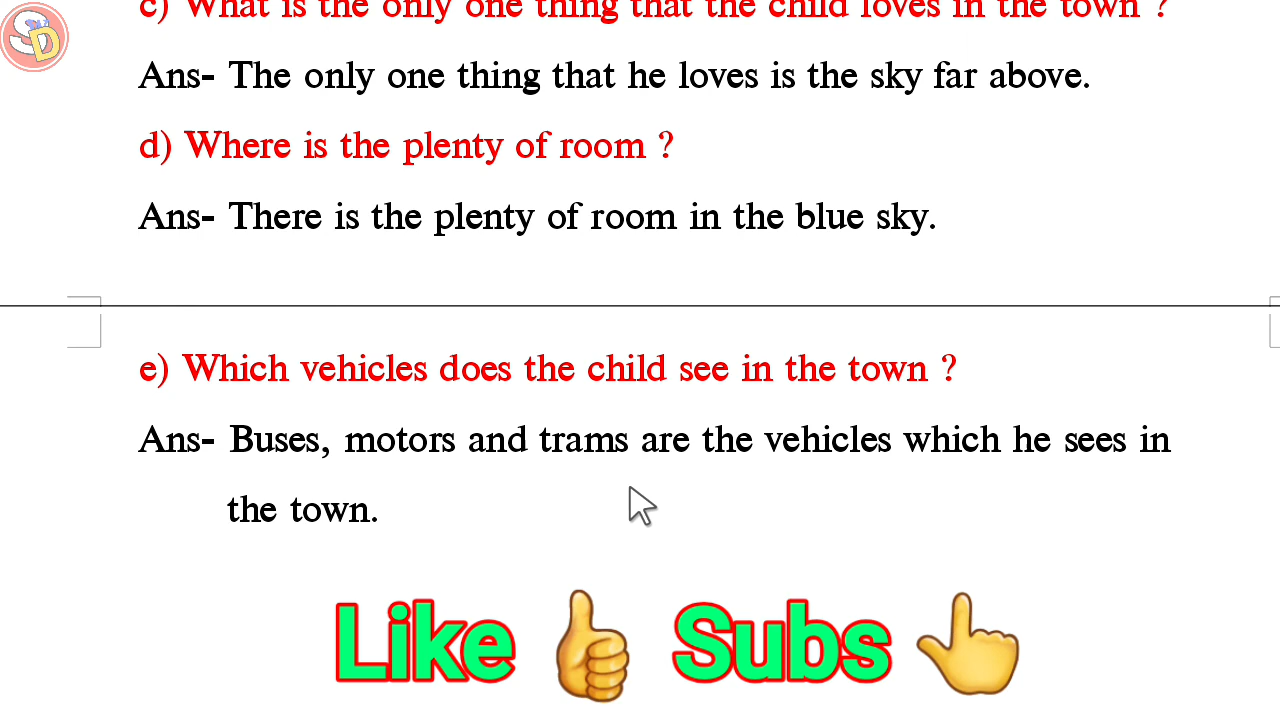 c) What is the only one thing that the child loves in the town ?
Ans- The only one thing that he loves is the sky far above.
d) Where is the plenty of room ?
Ans- There is the plenty of room in the blue sky.
e) Which vehicles does the child see in the town ?
Ans- Buses, motors and trams are the vehicles which he sees in
the town.
Like Subs